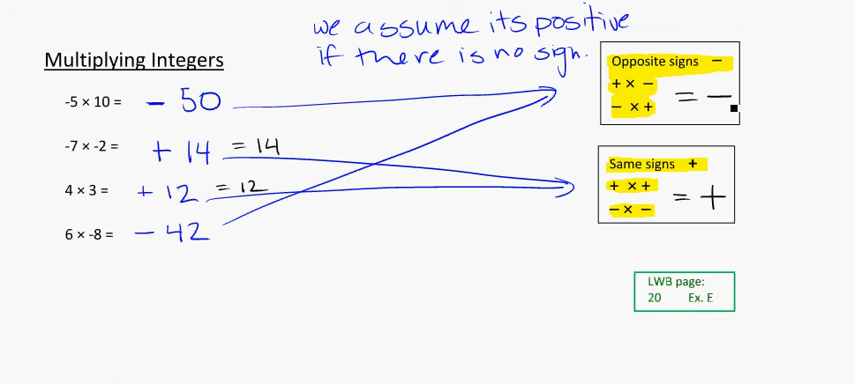 we assume its positive
if there is no sign.
Multiplying Integers
-5 × 10 = - 50
-7 × -2 = + 14 = 14
4 × 3 = + 12 = 12
6 × -8 = - 42
Opposite signs -
+ × -
- × +
= -
Same signs +
+ × +
- × -
= +
LWB page:
20 Ex. E